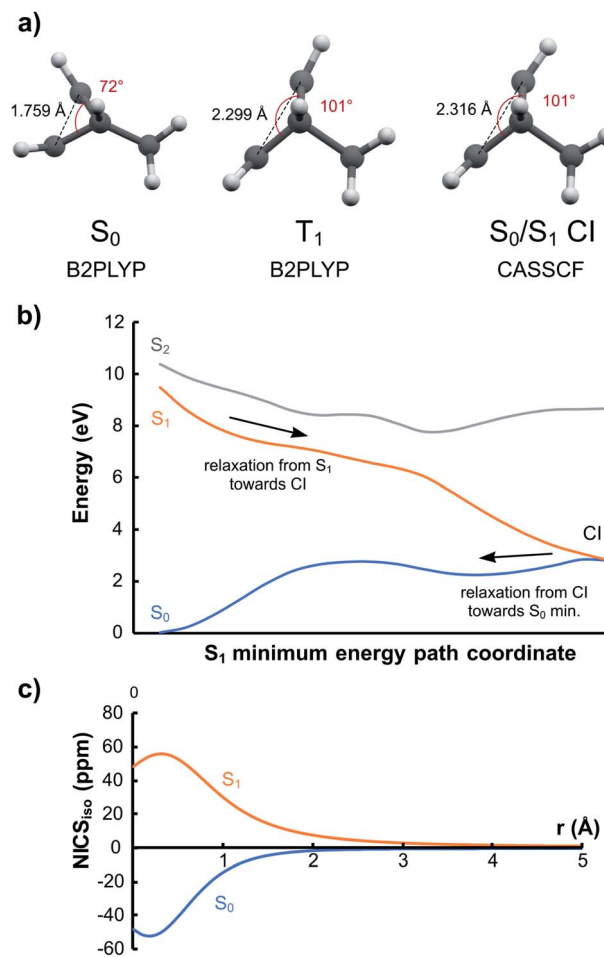 a)
72°
1.759 Å
101°
2.299 Å
101°
2.316 Å
S₀
T₁
S₀/S₁ CI
B2PLYP
B2PLYP
CASSCF
b)
12
10
8
6
4
2
0
Energy (eV)
S₂
S₁
relaxation from S₁
towards CI
CI
relaxation from CI
towards S₀ min.
S₀
S₁ minimum energy path coordinate
c)
0
80
60
40
20
0
-20
-40
-60
NICSiso (ppm)
S₁
r (Å)
1
2
3
4
5
S₀